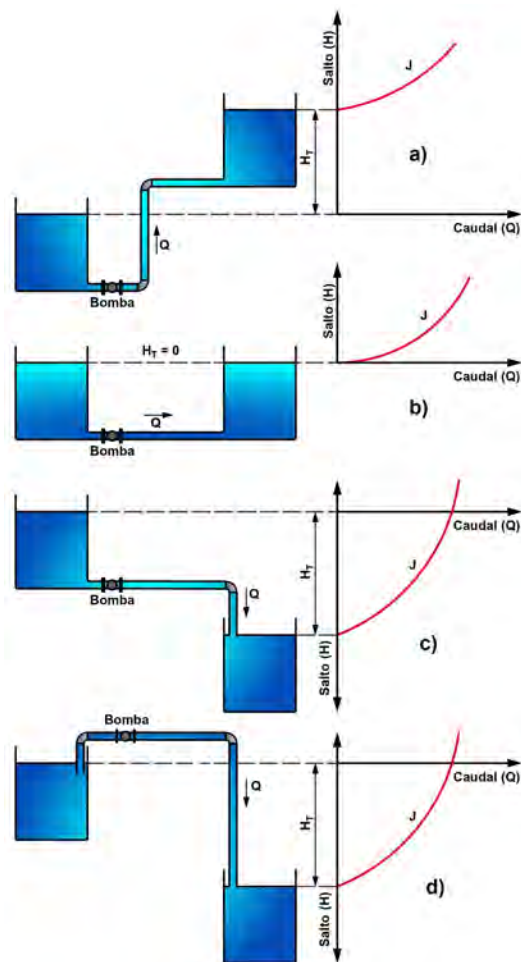 Salto (H)
J
H_T
a)
Caudal (Q)
Q
Bomba
Salto (H)
J
H_T = 0
Caudal (Q)
Q
b)
Bomba
Caudal (Q)
Q
Bomba
H_T
J
c)
Salto (H)
Bomba
Caudal (Q)
Q
H_T
J
d)
Salto (H)